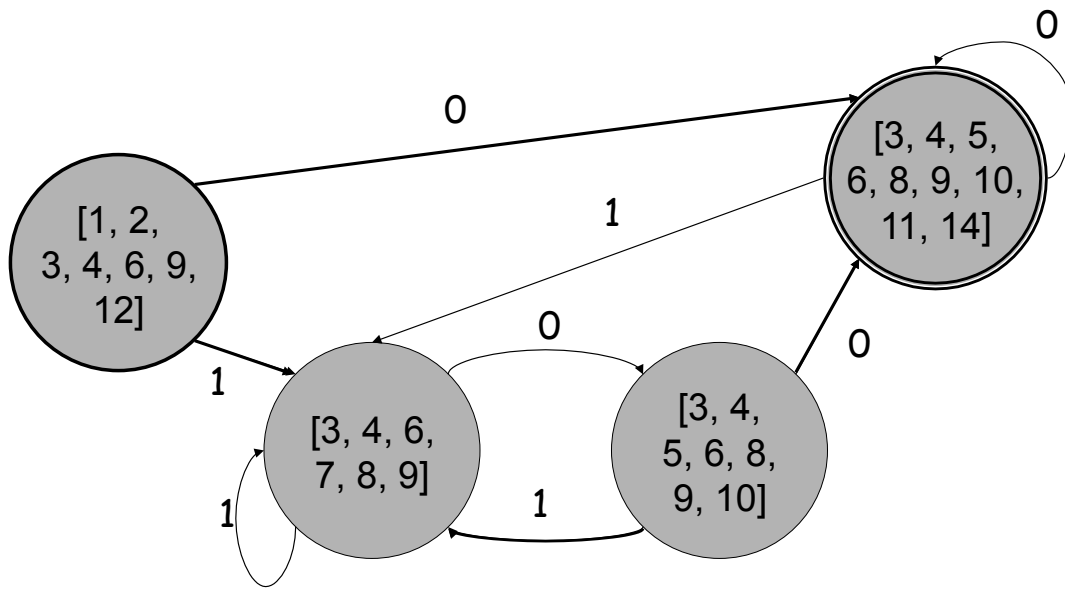 0
0
[3, 4, 5,
6, 8, 9, 10,
11, 14]
1
[1, 2,
3, 4, 6, 9,
12]
0
0
1
[3, 4, 6,
7, 8, 9]
[3, 4,
5, 6, 8,
9, 10]
1
1